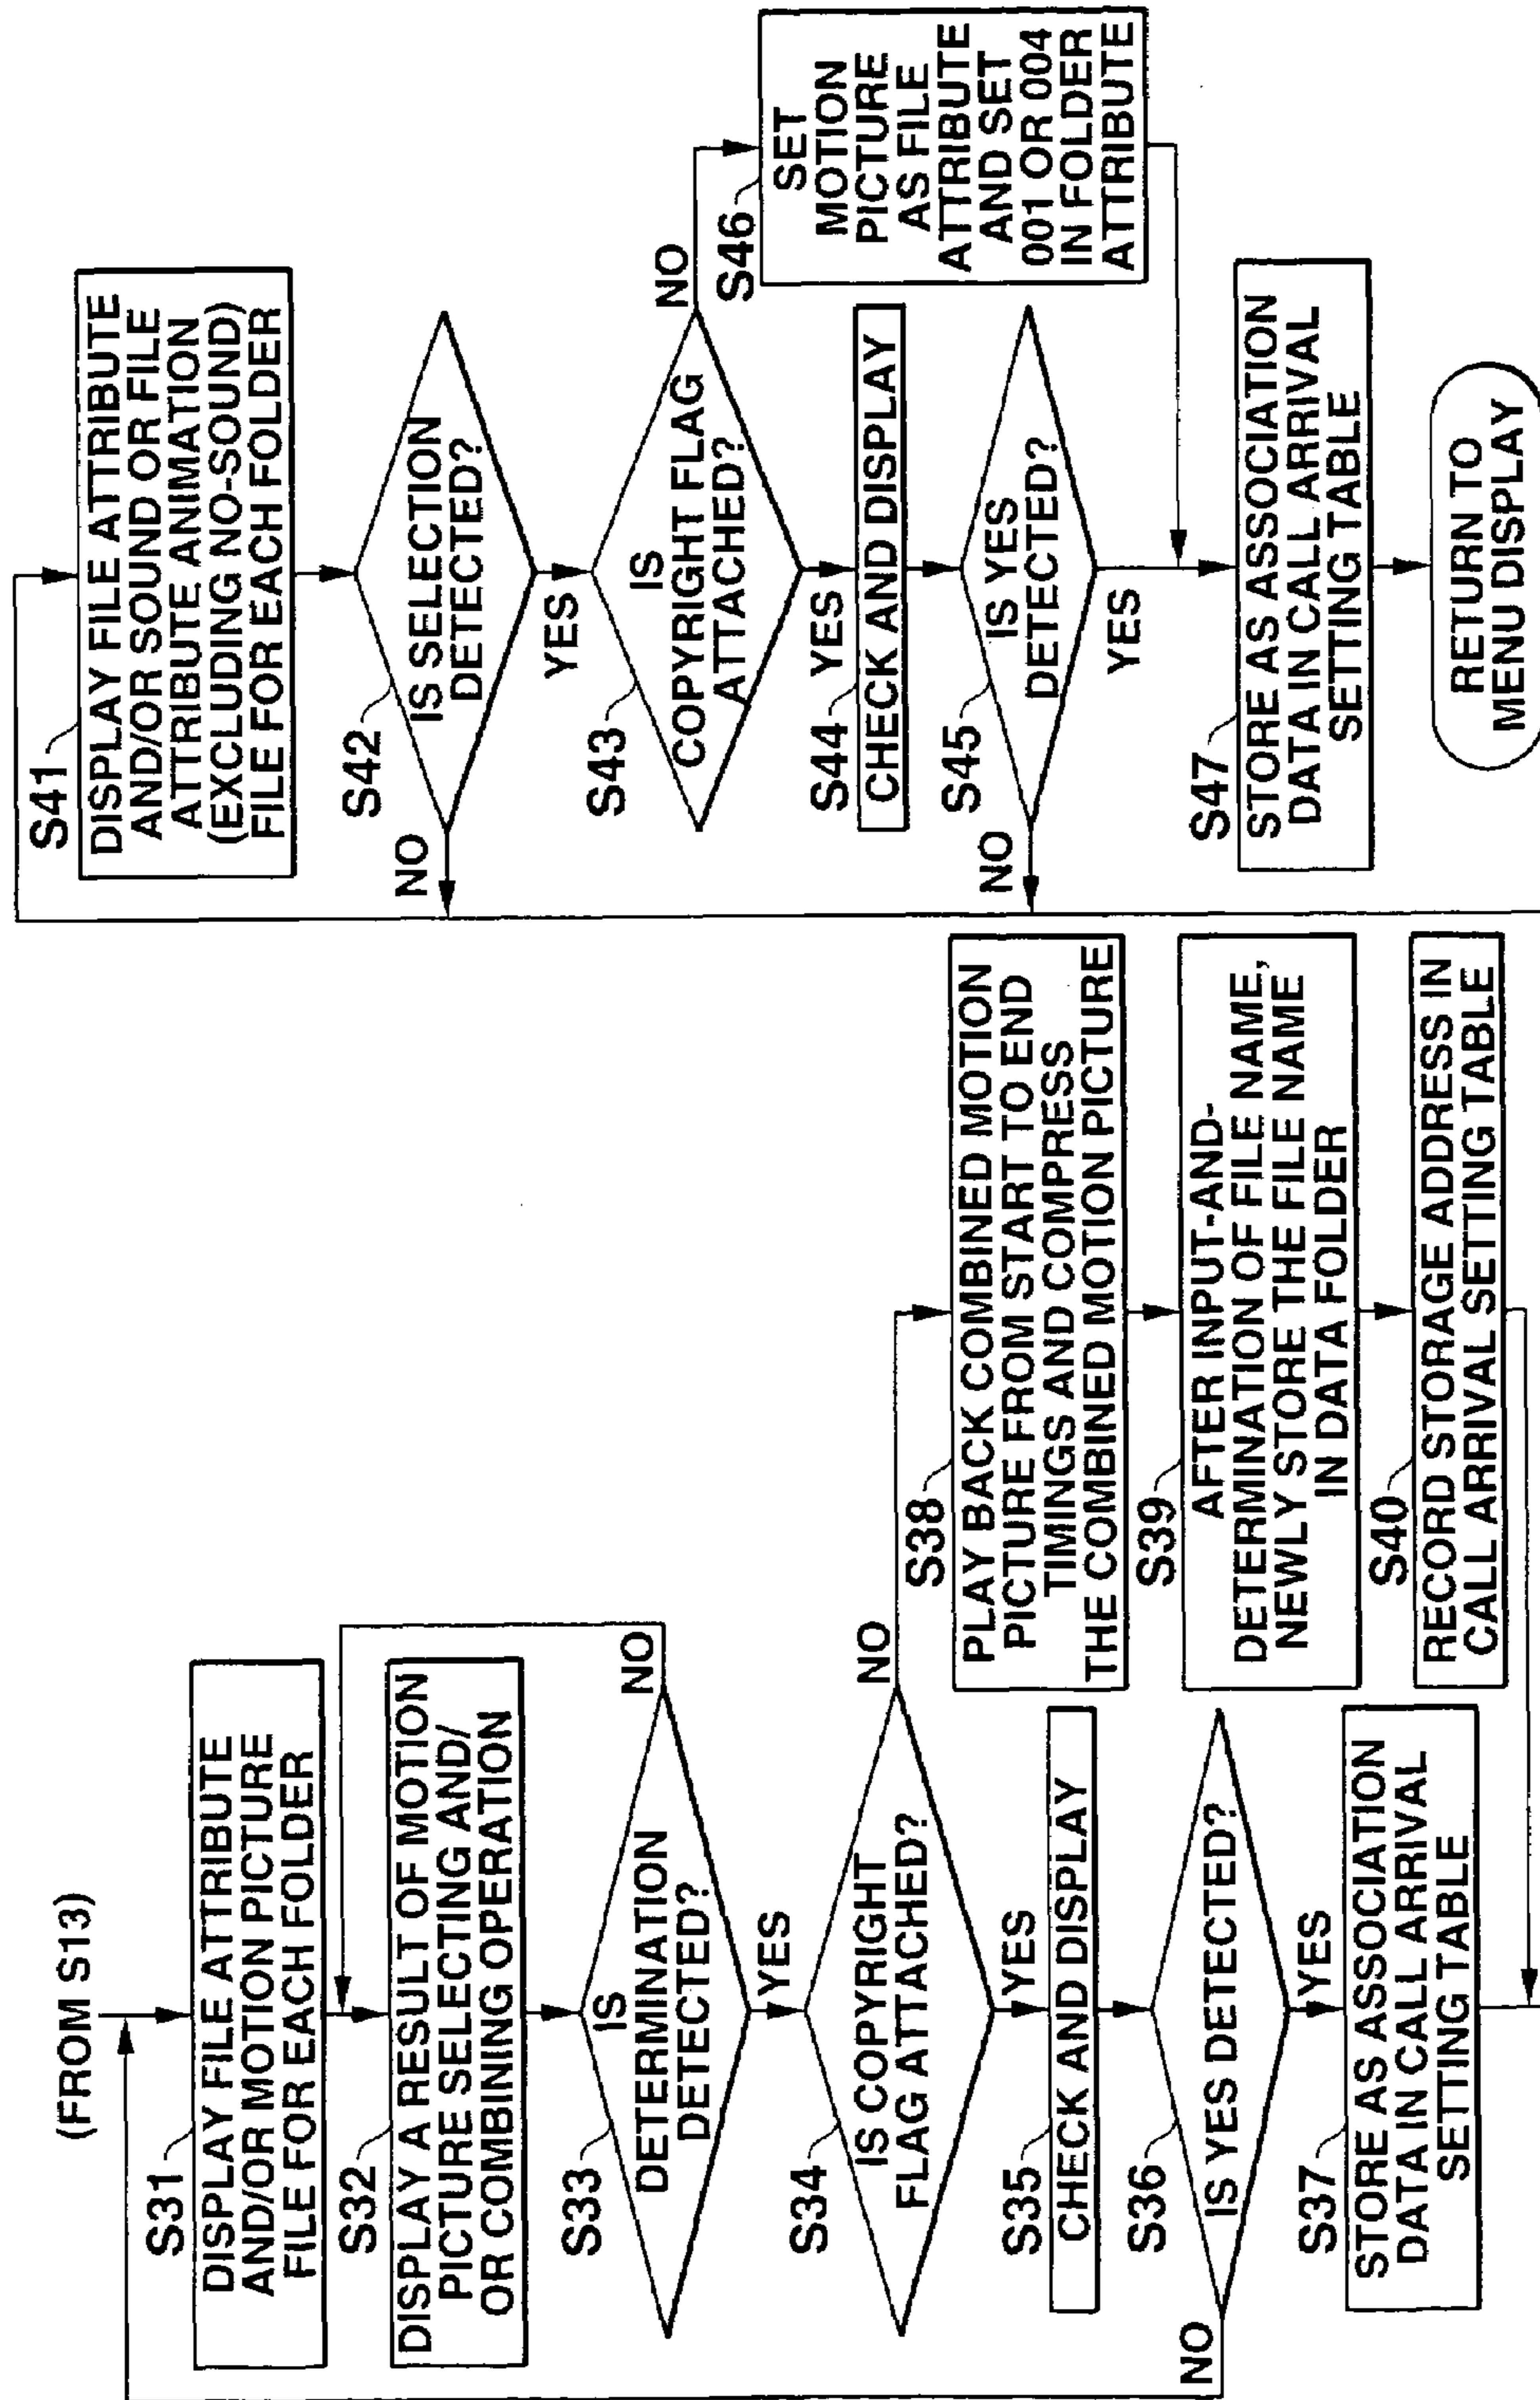 (FROM S13)
S31
DISPLAY FILE ATTRIBUTE
AND/OR MOTION PICTURE
FILE FOR EACH FOLDER
S32
DISPLAY A RESULT OF MOTION
PICTURE SELECTING AND/
OR COMBINING OPERATION
S33
IS
DETERMINATION
DETECTED?
NO
YES
S34
IS COPYRIGHT
FLAG ATTACHED?
NO
YES
S35
CHECK AND DISPLAY
S36
IS YES DETECTED?
NO
YES
S37
STORE AS ASSOCIATION
DATA IN CALL ARRIVAL
SETTING TABLE
S38
PLAY BACK COMBINED MOTION
PICTURE FROM START TO END
TIMINGS AND COMPRESS
THE COMBINED MOTION PICTURE
S39
AFTER INPUT-AND-
DETERMINATION OF FILE NAME,
NEWLY STORE THE FILE NAME
IN DATA FOLDER
S40
RECORD STORAGE ADDRESS IN
CALL ARRIVAL SETTING TABLE
S41
DISPLAY FILE ATTRIBUTE
AND/OR SOUND OR FILE
ATTRIBUTE ANIMATION
(EXCLUDING NO-SOUND)
FILE FOR EACH FOLDER
S42
IS SELECTION
DETECTED?
NO
YES
S43
IS
COPYRIGHT FLAG
ATTACHED?
NO
YES
S44
CHECK AND DISPLAY
S45
IS YES
DETECTED?
NO
YES
S46
SET
MOTION
PICTURE
AS FILE
ATTRIBUTE
AND SET
001 OR 004
IN FOLDER
ATTRIBUTE
S47
STORE AS ASSOCIATION
DATA IN CALL ARRIVAL
SETTING TABLE
RETURN TO
MENU DISPLAY